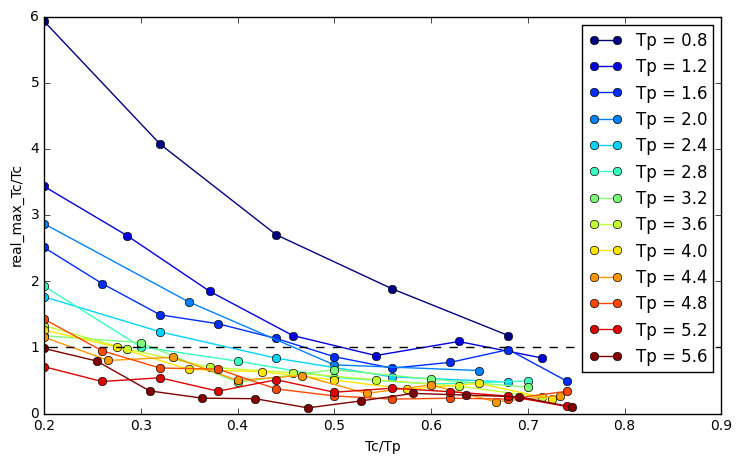 6
5
4
3
2
1
0
real_max_Tc/Tc
0.2 0.3 0.4 0.5 0.6 0.7 0.8 0.9
Tc/Tp
Tp = 0.8
Tp = 1.2
Tp = 1.6
Tp = 2.0
Tp = 2.4
Tp = 2.8
Tp = 3.2
Tp = 3.6
Tp = 4.0
Tp = 4.4
Tp = 4.8
Tp = 5.2
Tp = 5.6